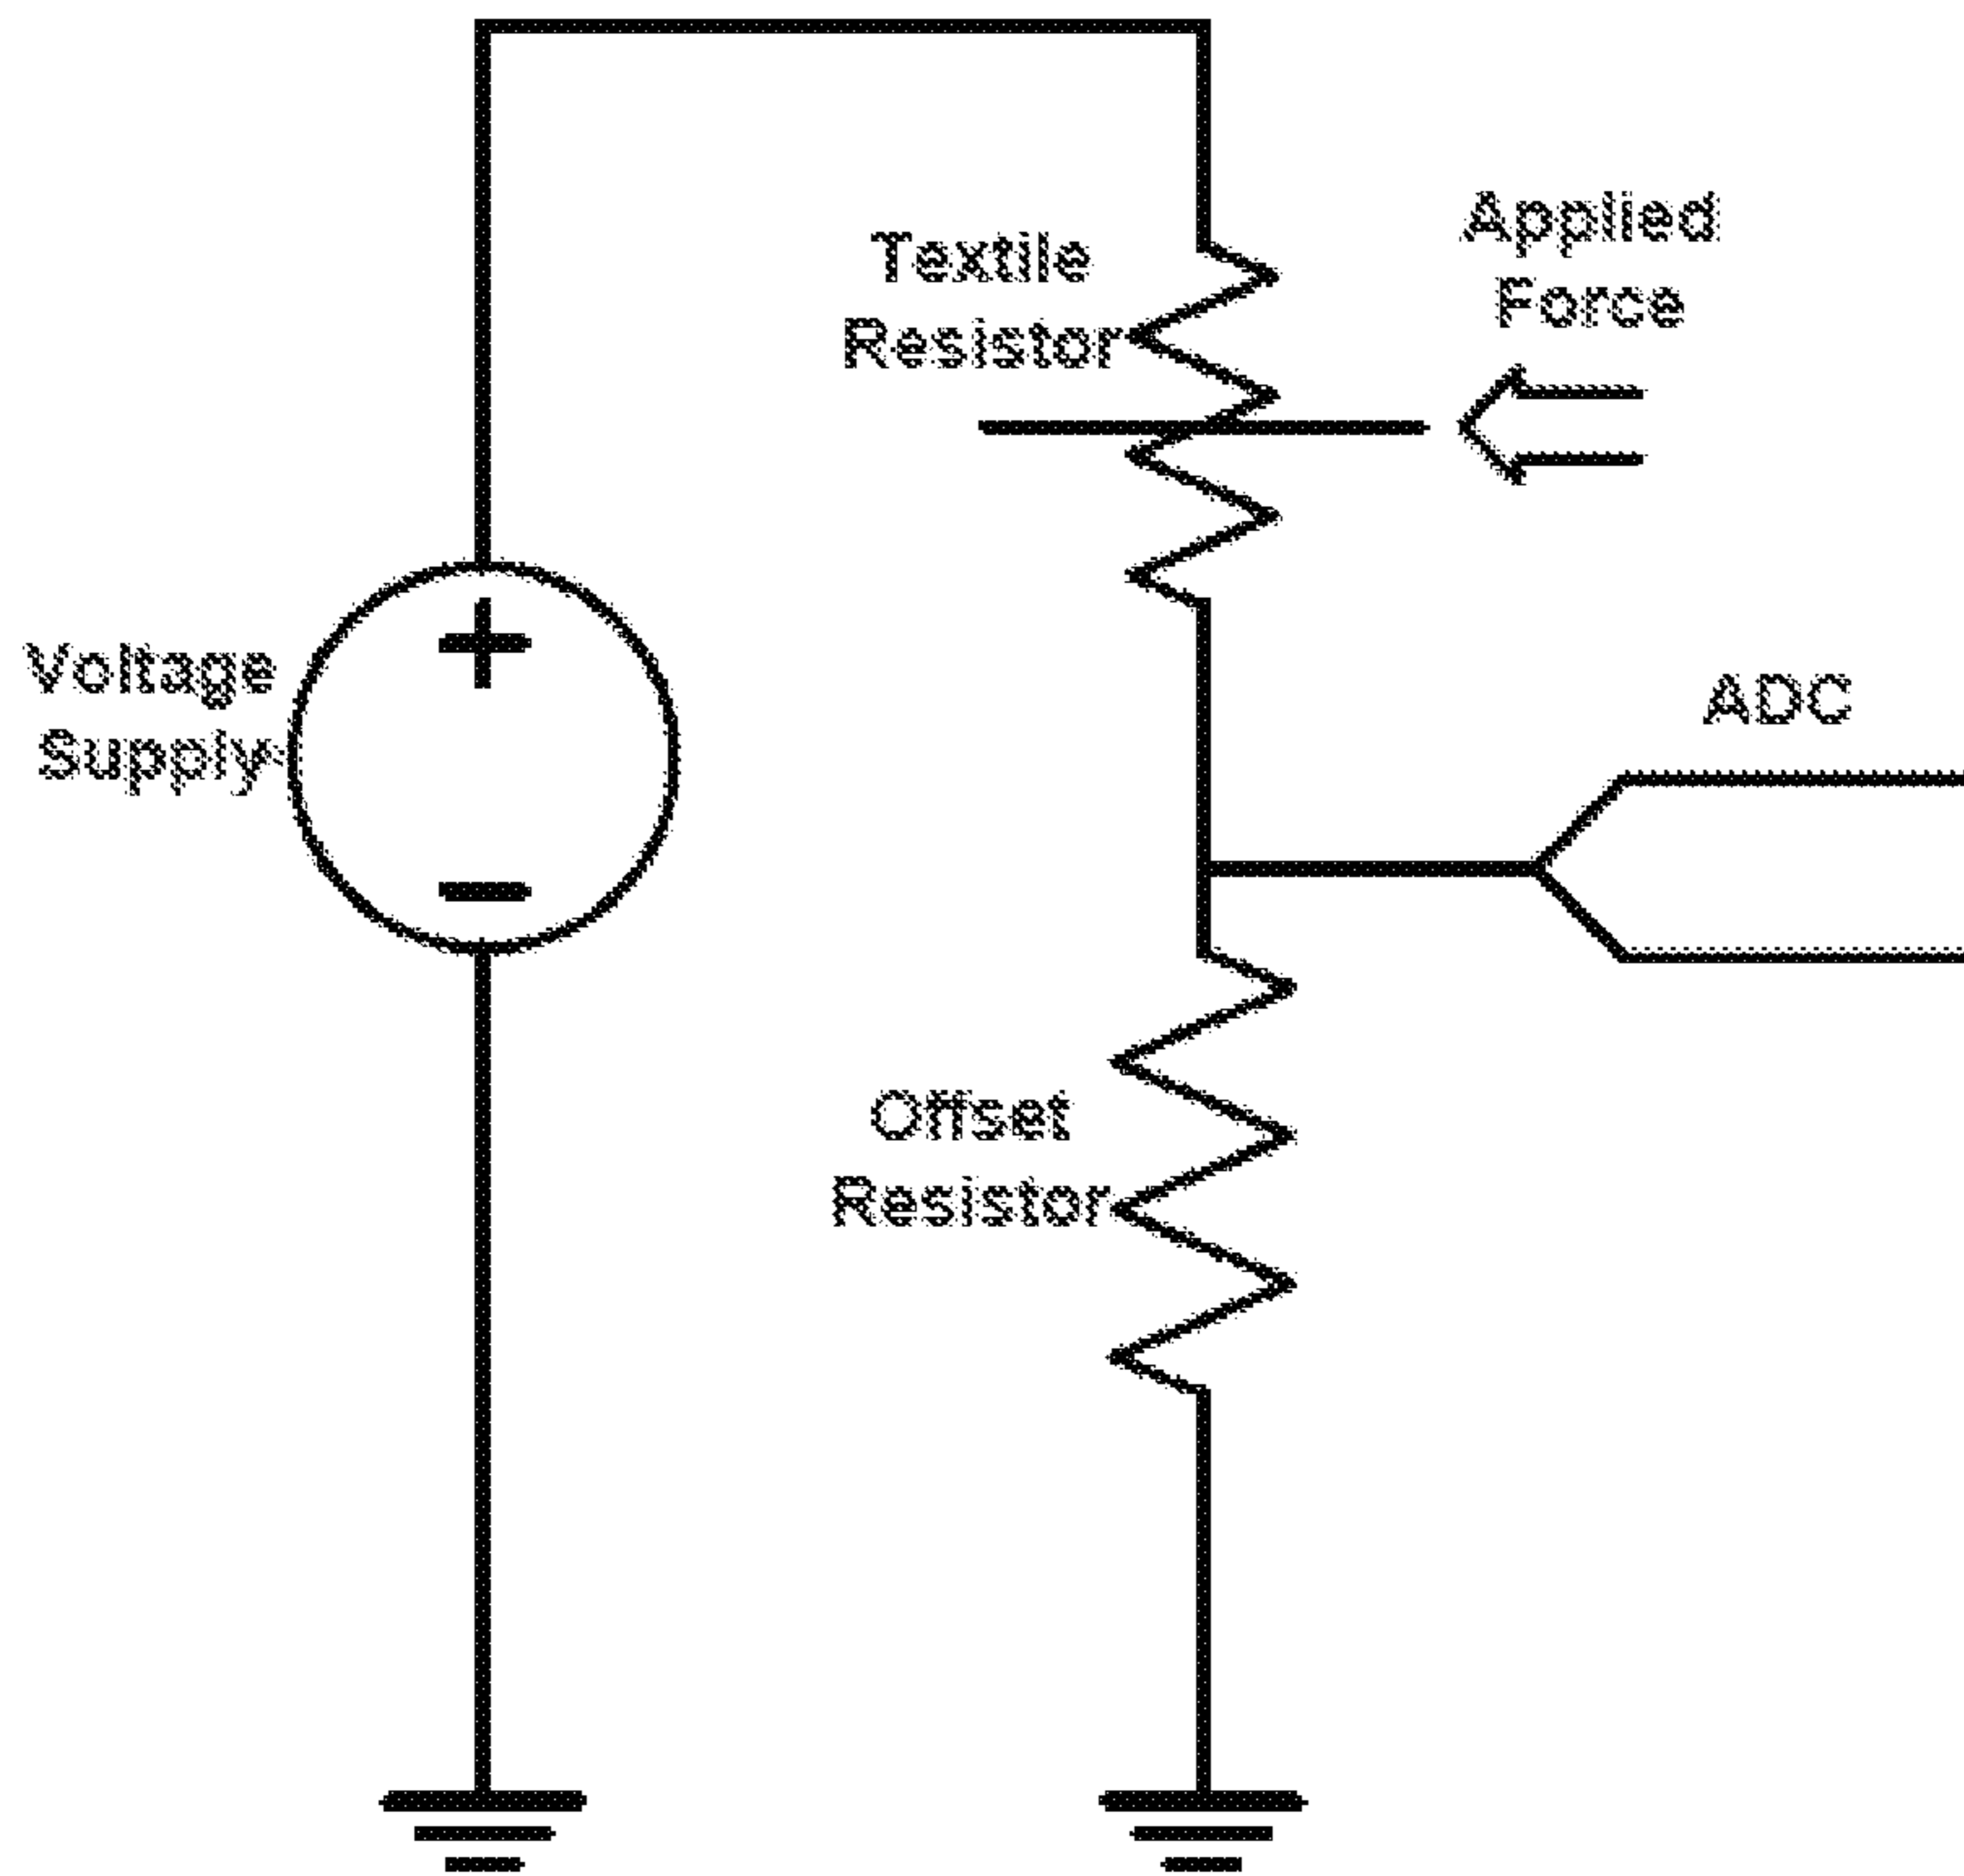 Textile
Resistor
Applied
Force
Voltage
Supply
ADC
Offset
Resistor
+
-